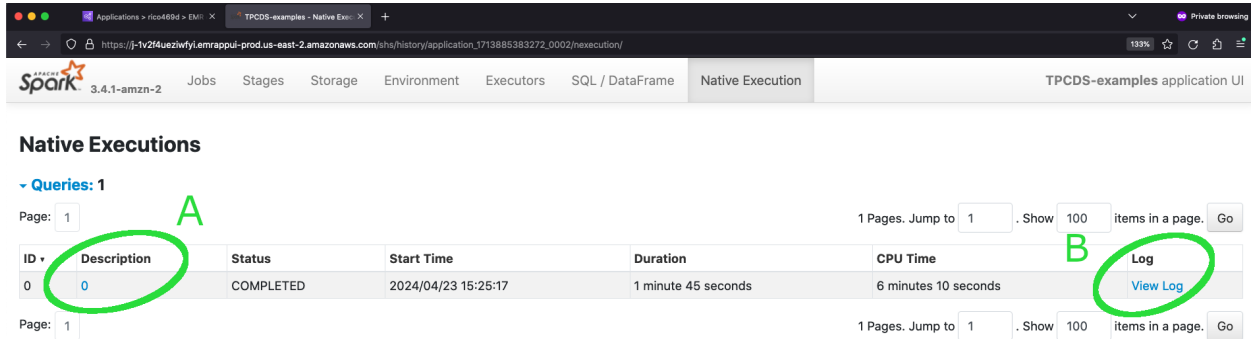 Applications > rico469d > EMR
TPCDS-examples - Native Exec
Private browsing
https://j-1v2f4ueziwfyi.emrappui-prod.us-east-2.amazonaws.com/shs/history/application_1713885383272_0002/nexecution/
133%
APACHE Spark 3.4.1-amzn-2 Jobs Stages Storage Environment Executors SQL / DataFrame Native Execution TPCDS-examples application UI
Native Executions
Queries: 1
A
Page: 1 1 Pages. Jump to 1 . Show 100 items in a page. Go
B
ID Description Status Start Time Duration CPU Time Log
0 0 COMPLETED 2024/04/23 15:25:17 1 minute 45 seconds 6 minutes 10 seconds View Log
Page: 1 1 Pages. Jump to 1 . Show 100 items in a page. Go